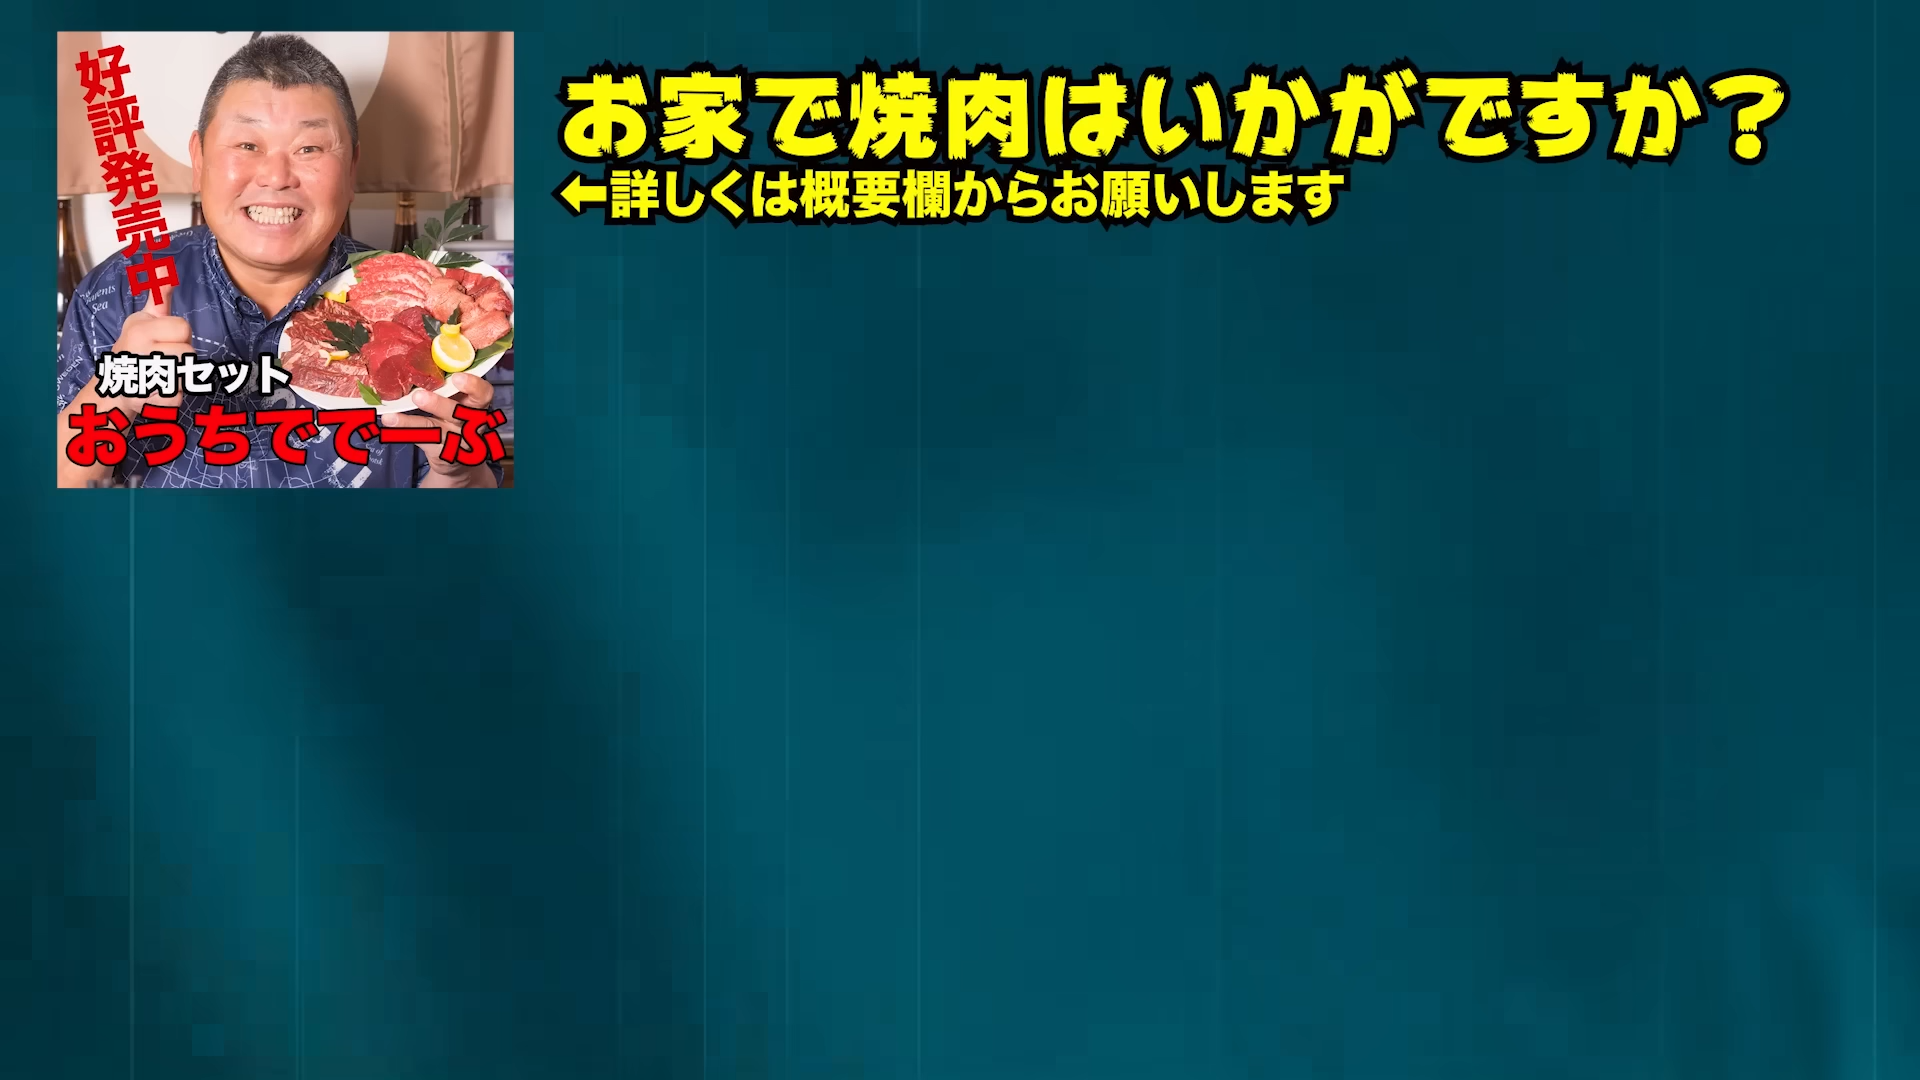 好評発売中
焼肉セット
おうちででーぶ
お家で焼肉はいかがですか？
⬅詳しくは概要欄からお願いします